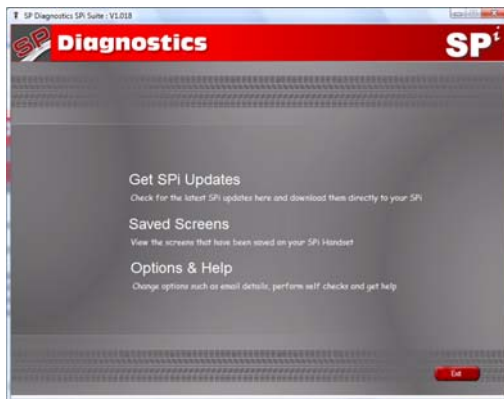 SP Diagnostics SPi Suite : V1.018
SP Diagnostics SPi
Get SPi Updates
Check for the latest SPi updates here and download them directly to your SPi
Saved Screens
View the screens that have been saved on your SPi Handset
Options & Help
Change options such as email details, perform self checks and get help
Exit